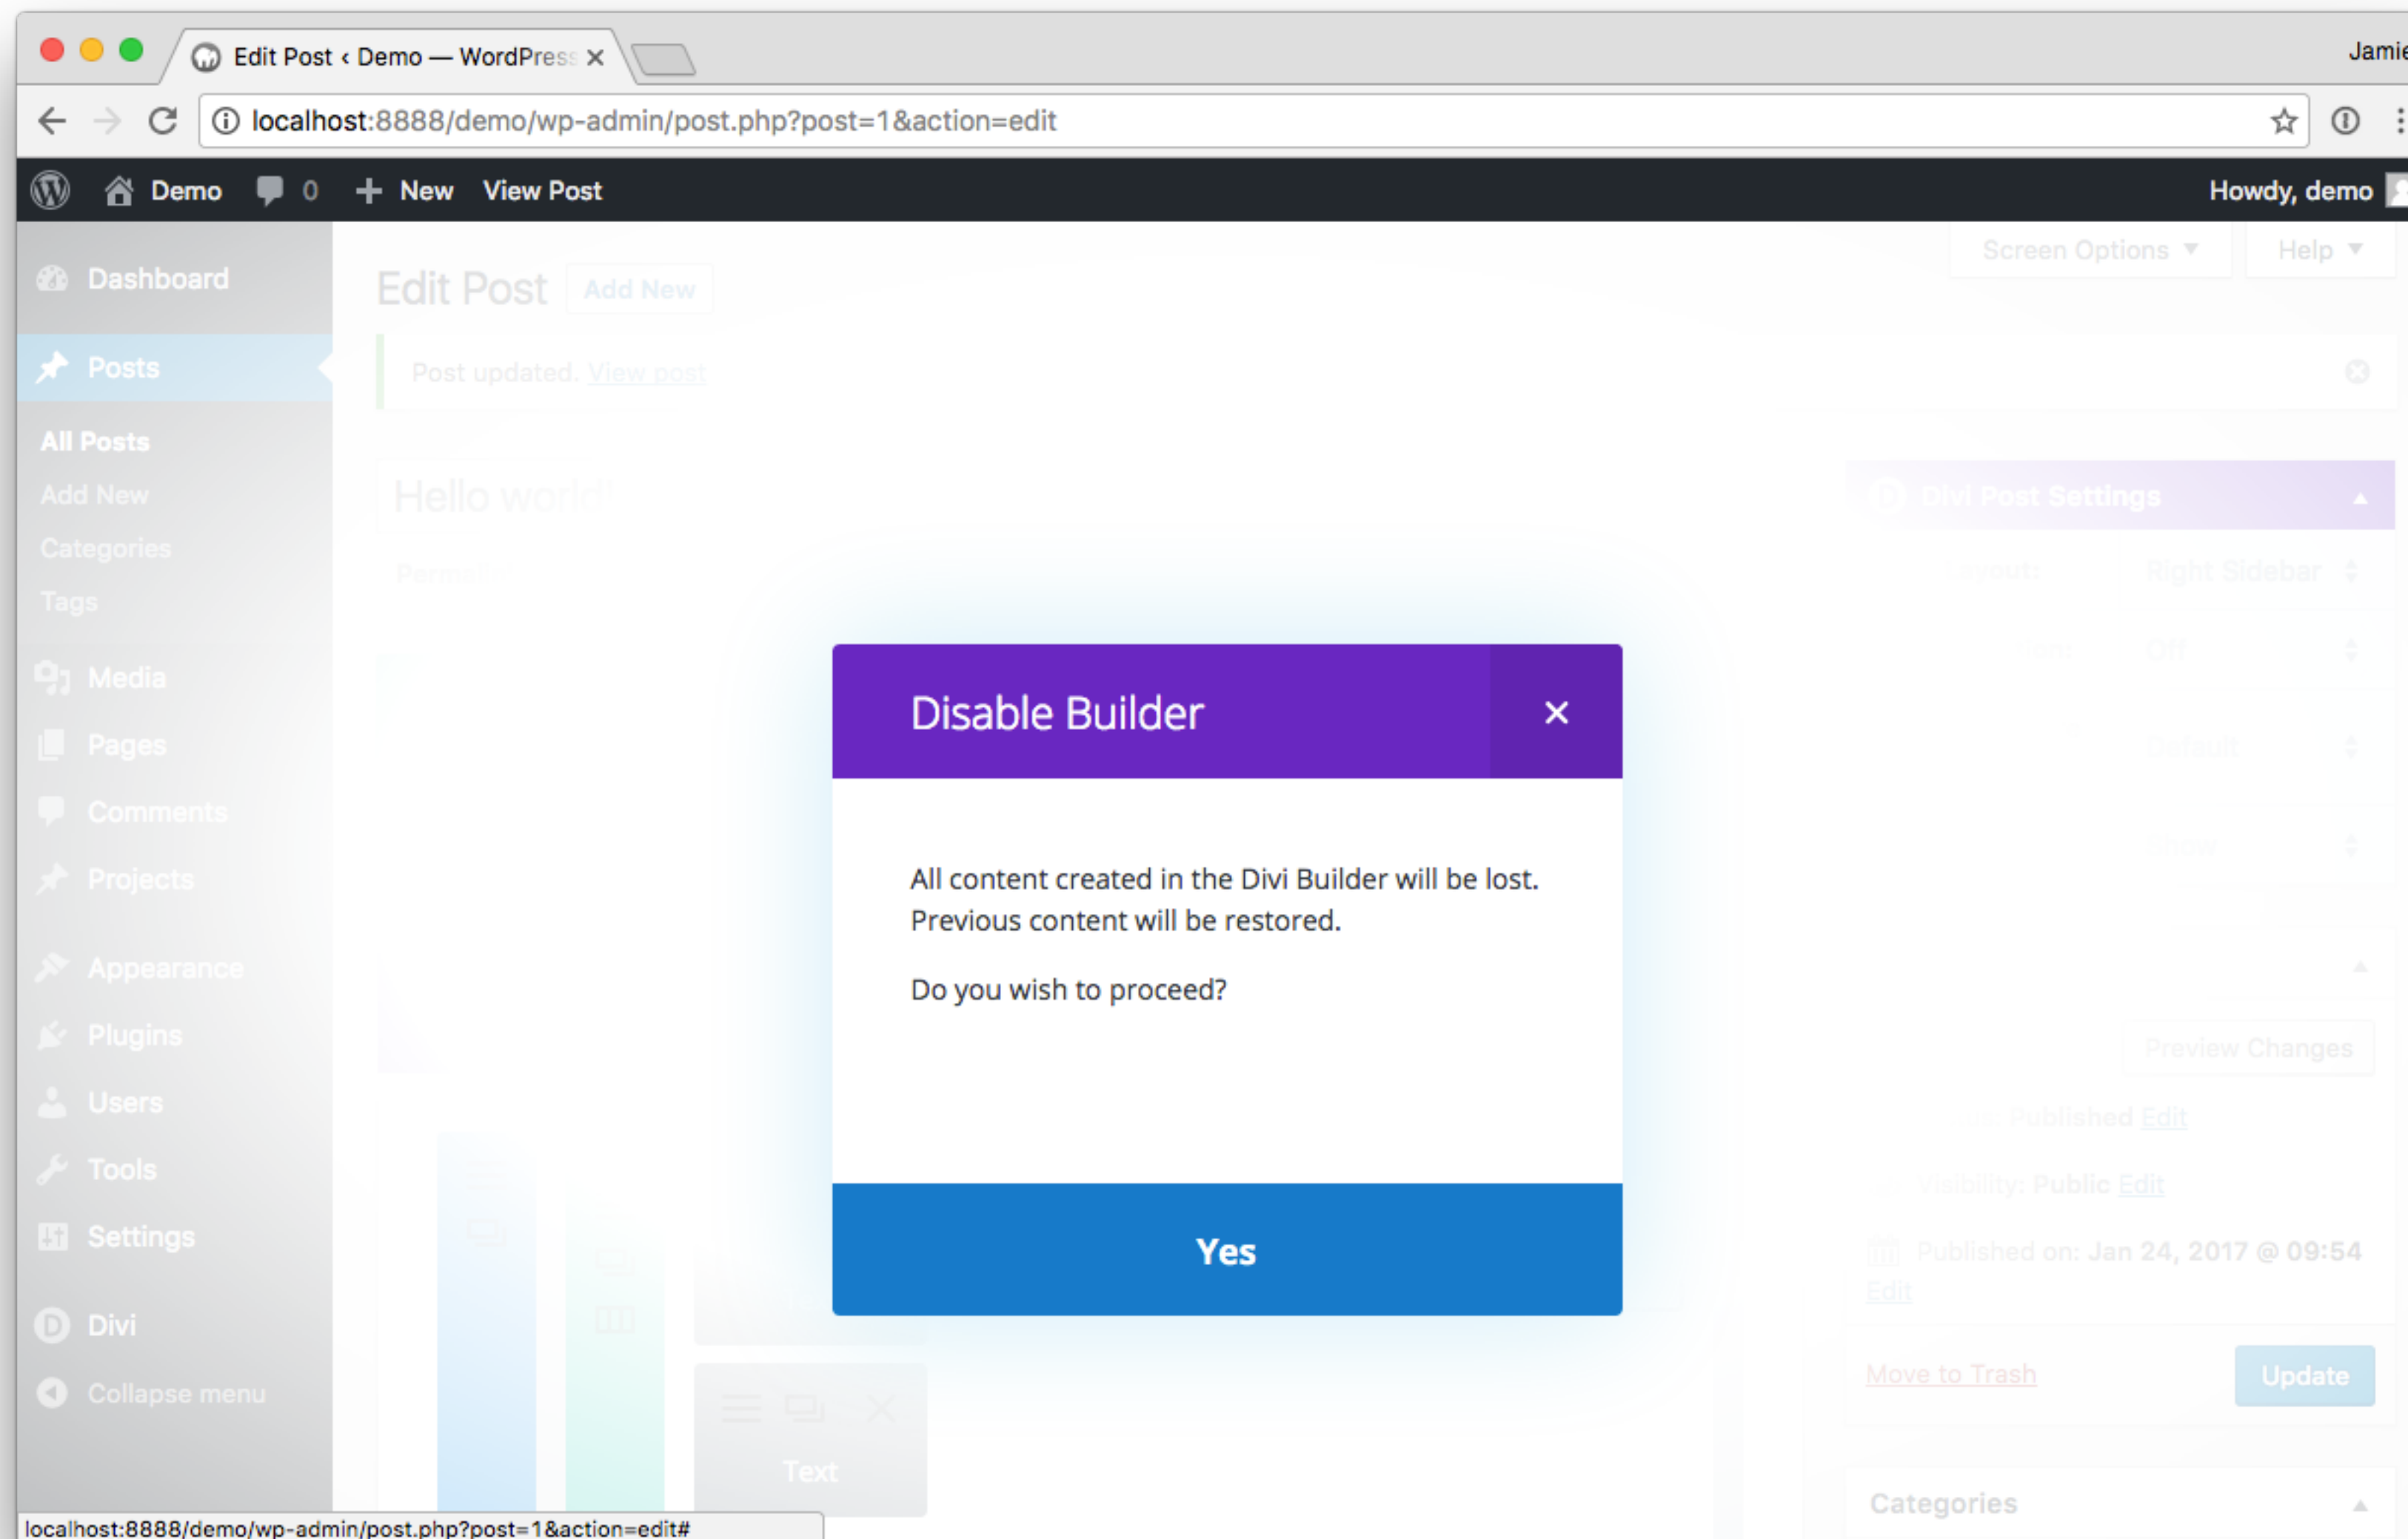 Edit Post ‹ Demo — WordPress
Jamie
localhost:8888/demo/wp-admin/post.php?post=1&action=edit
Demo 0 New View Post Howdy, demo
Screen Options Help
Dashboard
Edit Post Add New
Posts
Post updated. View post
All Posts
Add New
Categories
Tags
Hello world!
Divi Post Settings
Right Sidebar
Off
Default
Show
Media
Pages
Comments
Projects
Appearance
Plugins
Users
Tools
Settings
Divi
Collapse menu
Disable Builder
All content created in the Divi Builder will be lost.
Previous content will be restored.
Do you wish to proceed?
Yes
Text
Preview Changes
Published Edit
Visibility: Public Edit
Published on: Jan 24, 2017 @ 09:54
Edit
Move to Trash Update
Categories
localhost:8888/demo/wp-admin/post.php?post=1&action=edit#